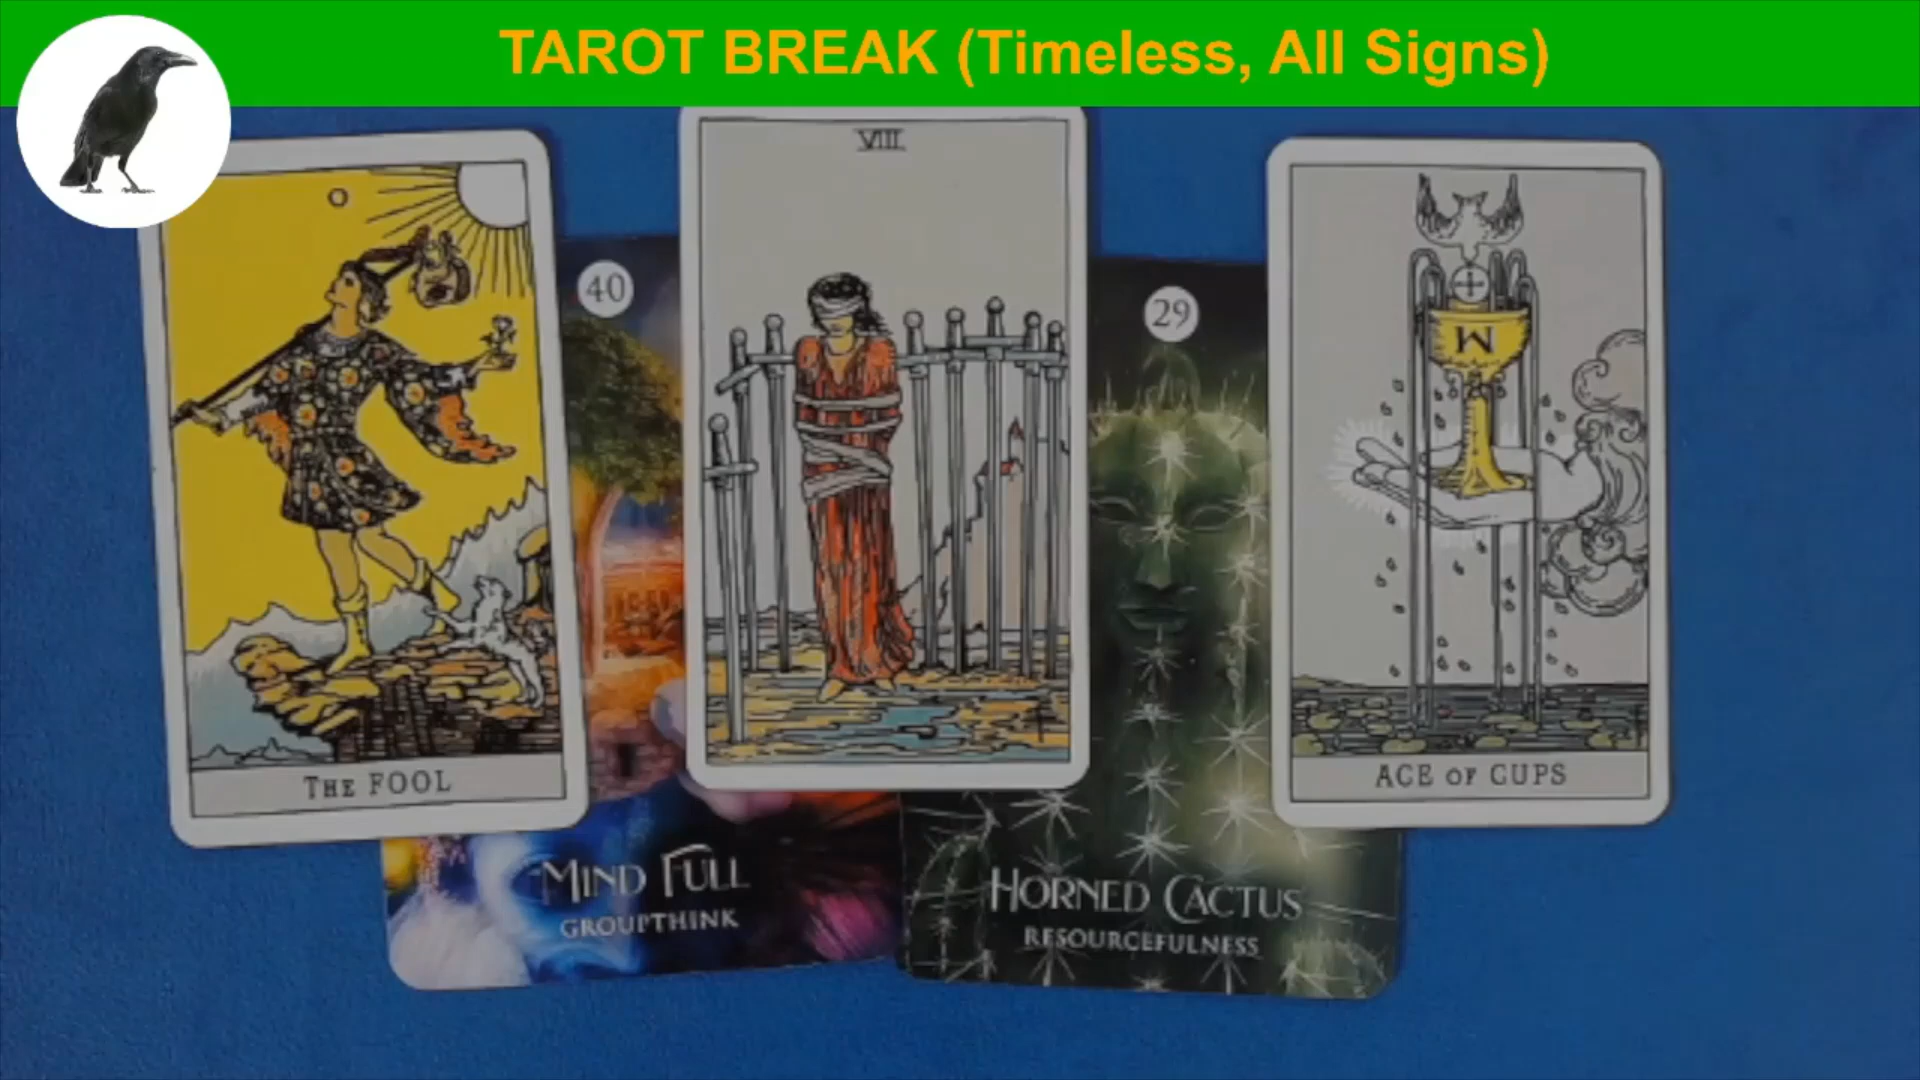 TAROT BREAK (Timeless, All Signs)
0
VIII
40
29
W
THE FOOL
ACE OF CUPS
MIND FULL
GROUPTHINK
HORNED CACTUS
RESOURCEFULNESS